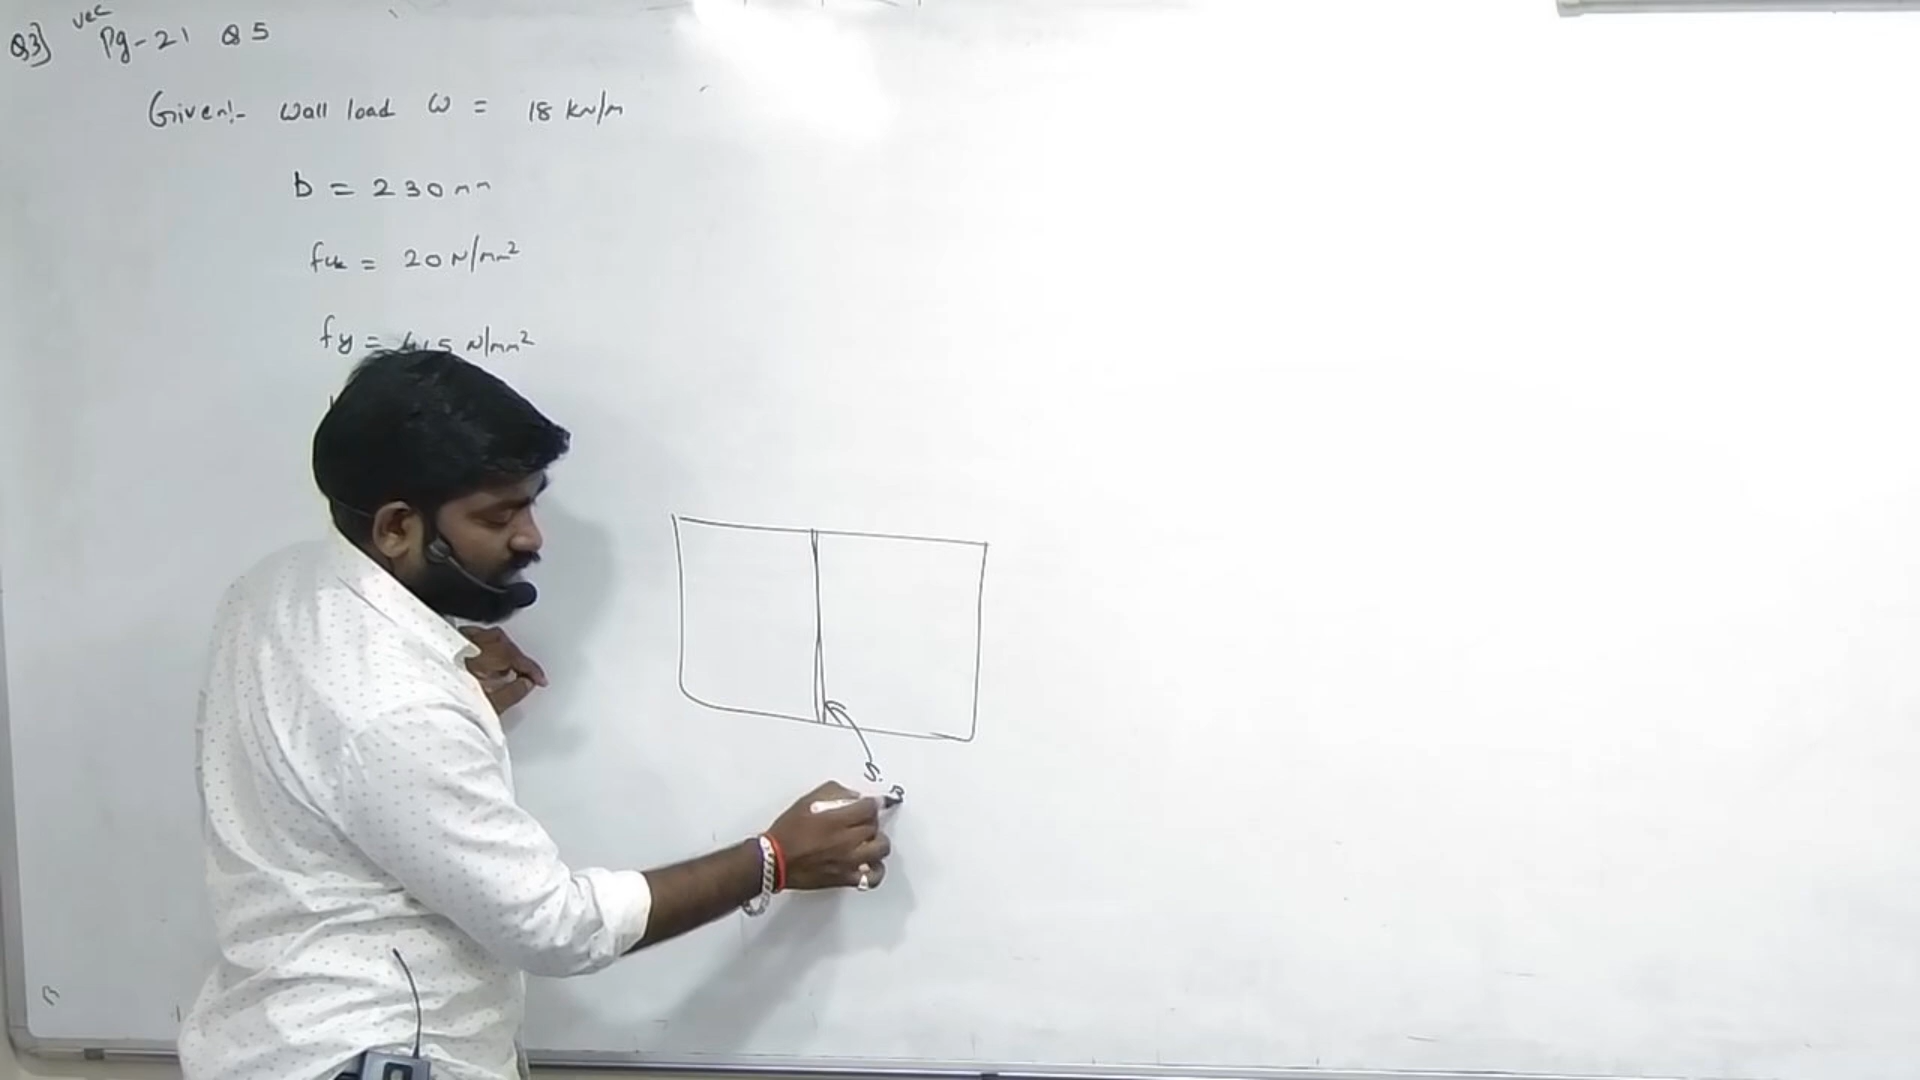 Q3] vec Pg-21 Q5
Given:- Wall load W = 18 kN/m
b = 230 mm
fck = 20 N/mm²
fy = 415 N/mm²
S.B